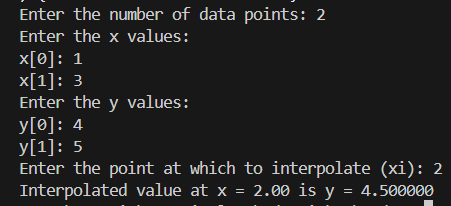 Enter the number of data points: 2
Enter the x values:
x[0]: 1
x[1]: 3
Enter the y values:
y[0]: 4
y[1]: 5
Enter the point at which to interpolate (xi): 2
Interpolated value at x = 2.00 is y = 4.500000